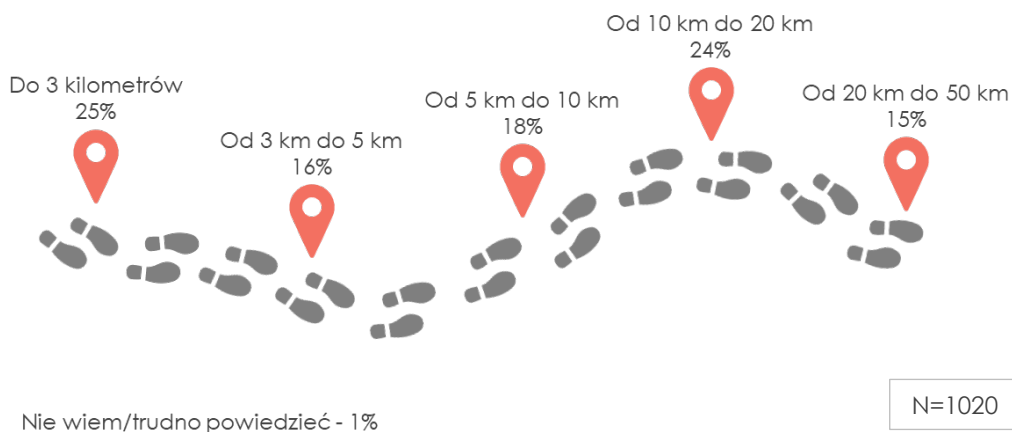 Do 3 kilometrów
25%
Od 3 km do 5 km
16%
Od 5 km do 10 km
18%
Od 10 km do 20 km
24%
Od 20 km do 50 km
15%
Nie wiem/trudno powiedzieć - 1%
N=1020